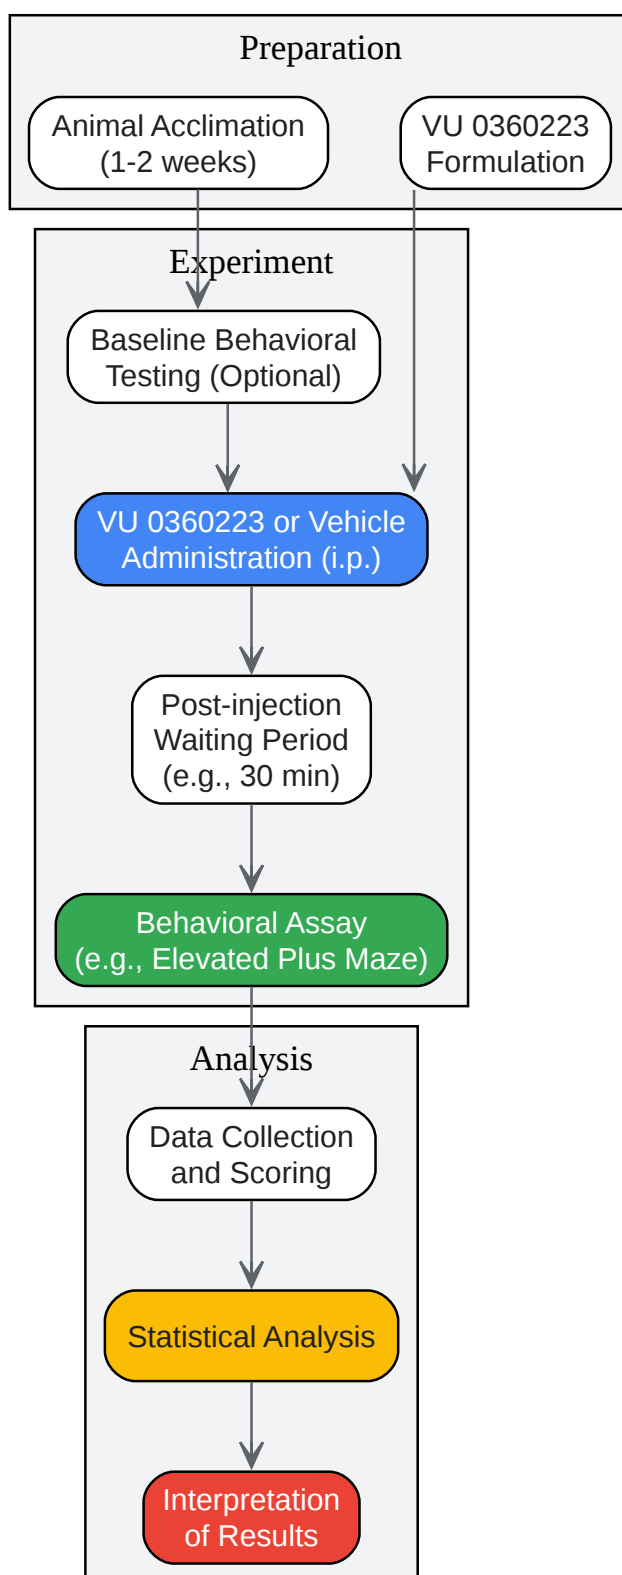 Preparation
Animal Acclimation
(1-2 weeks)
VU 0360223
Formulation
Experiment
Baseline Behavioral
Testing (Optional)
VU 0360223 or Vehicle
Administration (i.p.)
Post-injection
Waiting Period
(e.g., 30 min)
Behavioral Assay
(e.g., Elevated Plus Maze)
Analysis
Data Collection
and Scoring
Statistical Analysis
Interpretation
of Results